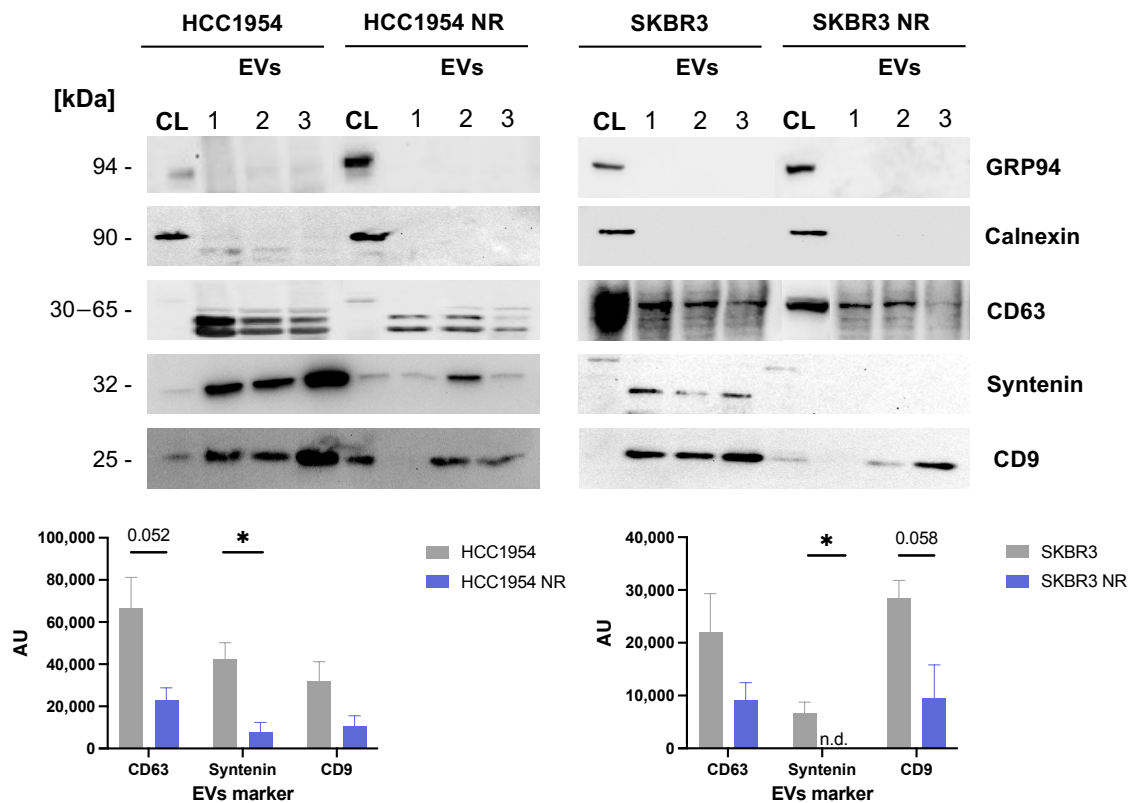 HCC1954 HCC1954 NR SKBR3 SKBR3 NR
EVs EVs EVs EVs
[kDa]
CL 1 2 3 CL 1 2 3 CL 1 2 3 CL 1 2 3
94 - GRP94
90 - Calnexin
30–65 - CD63
32 - Syntenin
25 - CD9
100,000
80,000
60,000
40,000
20,000
0
AU
0.052
*
HCC1954
HCC1954 NR
CD63 Syntenin CD9
EVs marker
40,000
30,000
20,000
10,000
0
AU
*
0.058
n.d.
SKBR3
SKBR3 NR
CD63 Syntenin CD9
EVs marker